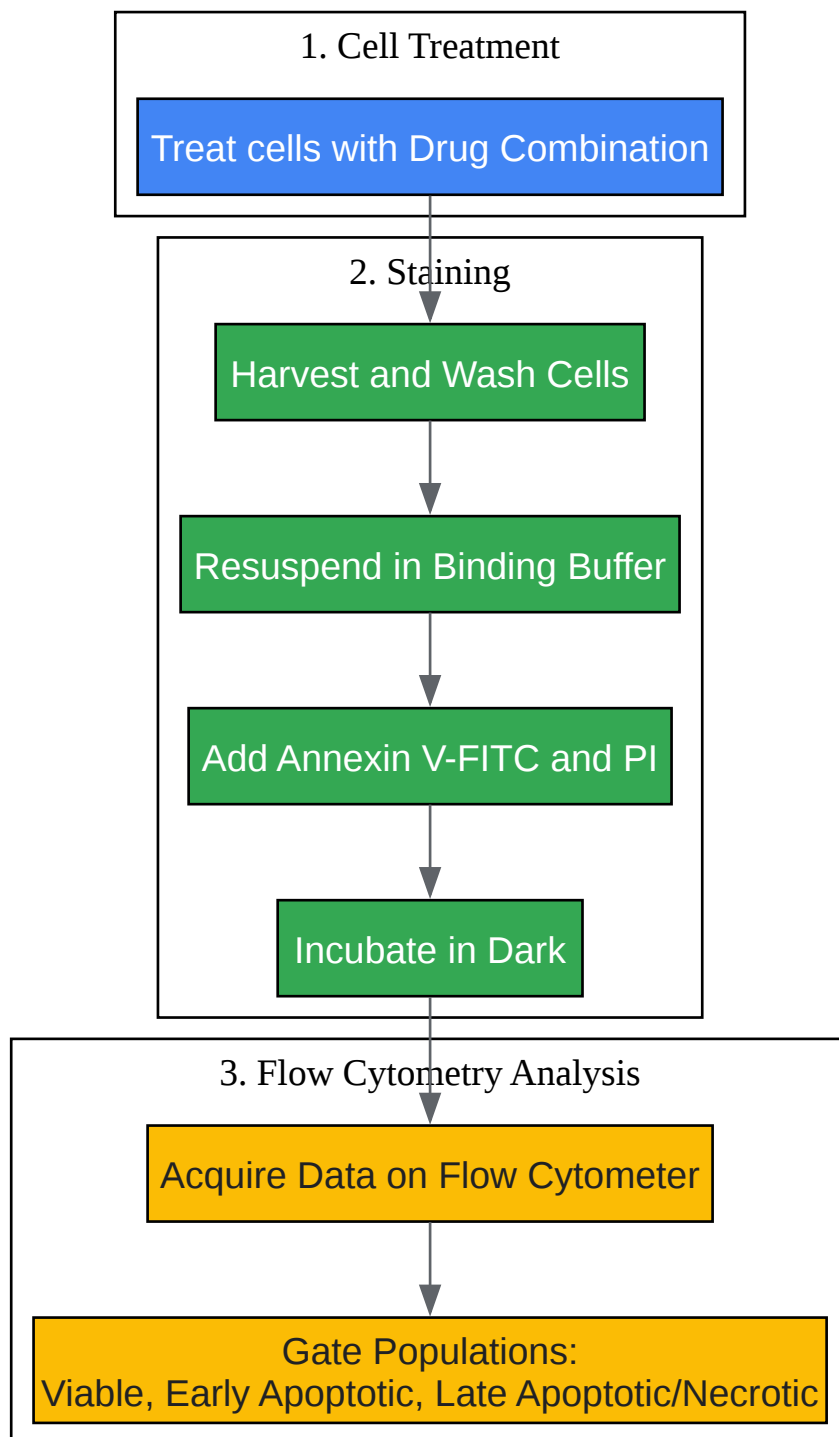 1. Cell Treatment
Treat cells with Drug Combination
2. Staining
Harvest and Wash Cells
Resuspend in Binding Buffer
Add Annexin V-FITC and PI
Incubate in Dark
3. Flow Cytometry Analysis
Acquire Data on Flow Cytometer
Gate Populations:
Viable, Early Apoptotic, Late Apoptotic/Necrotic